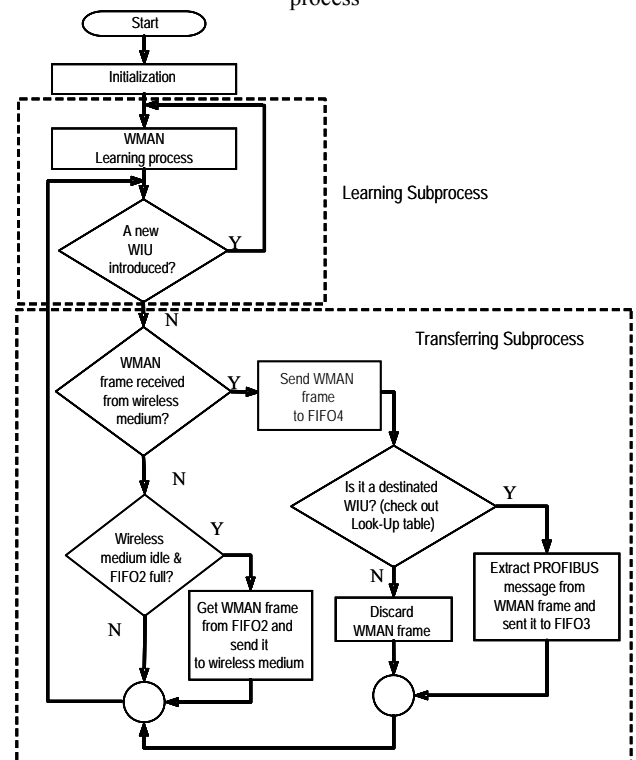 process
Start
Initialization
WMAN
Learning process
Learning Subprocess
A new
WIU
introduced?
Y
N
Transferring Subprocess
WMAN
frame received
from wireless
medium?
Y
Send WMAN
frame
to FIFO4
N
Is it a destinated
WIU? (check out
Look-Up table)
Y
N
Wireless
medium idle &
FIFO2 full?
Y
N
Get WMAN frame
from FIFO2 and
send it
to wireless medium
Discard
WMAN frame
Extract PROFIBUS
message from
WMAN frame and
sent it to FIFO3